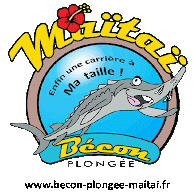 Maïtaï
Enfin une carrière à
Ma taille !
Bécon
PLONGÉE
www.becon-plongee-maitai.fr